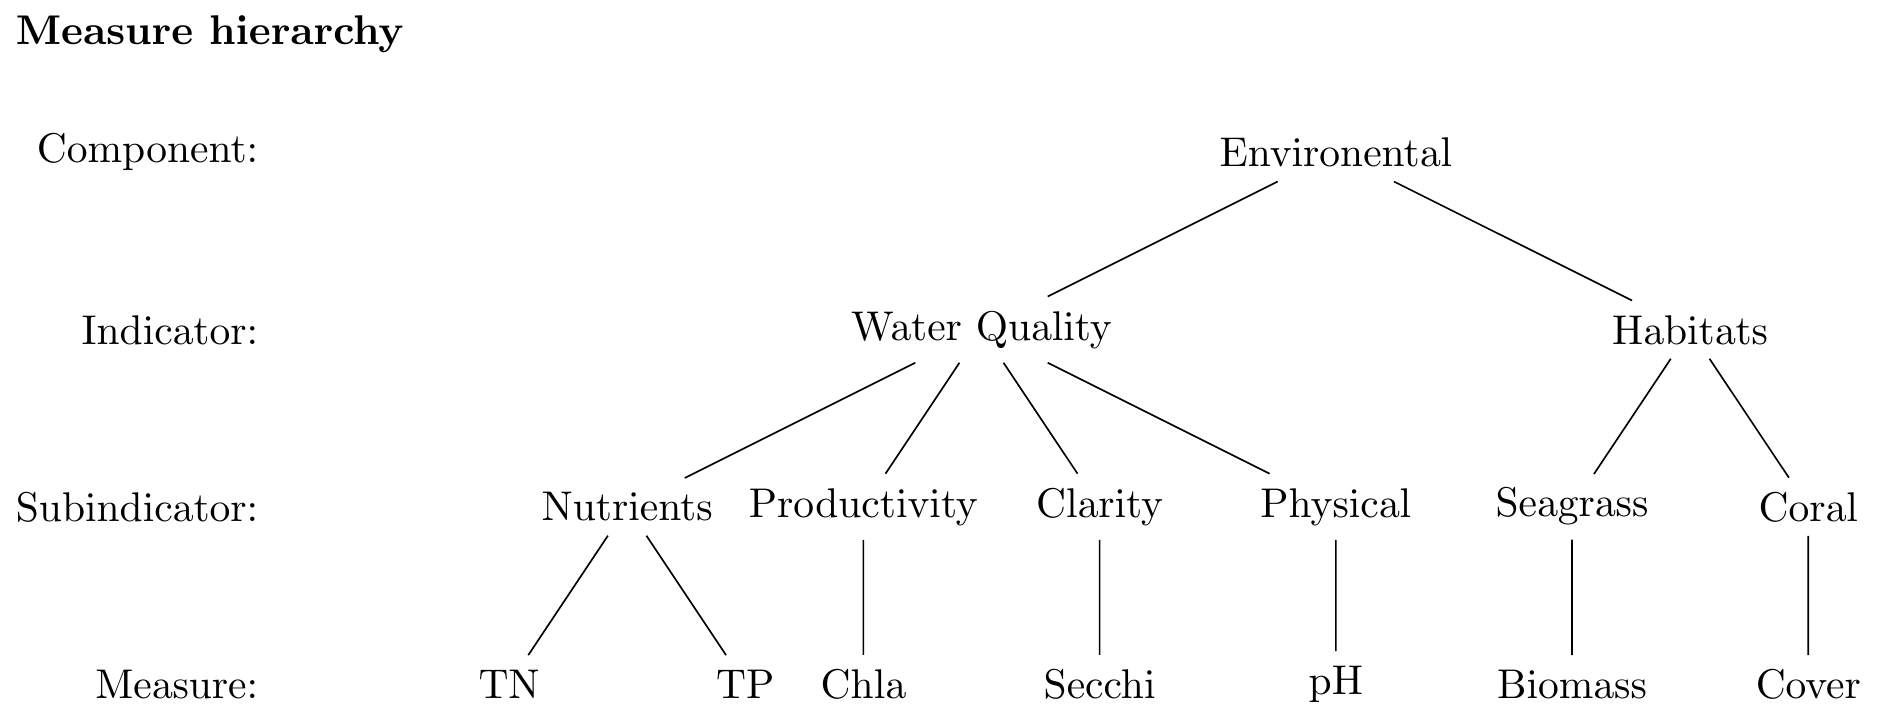 Measure hierarchy
Component: Environental
Indicator: Water Quality Habitats
Subindicator: Nutrients Productivity Clarity Physical Seagrass Coral
Measure: TN TP Chla Secchi pH Biomass Cover